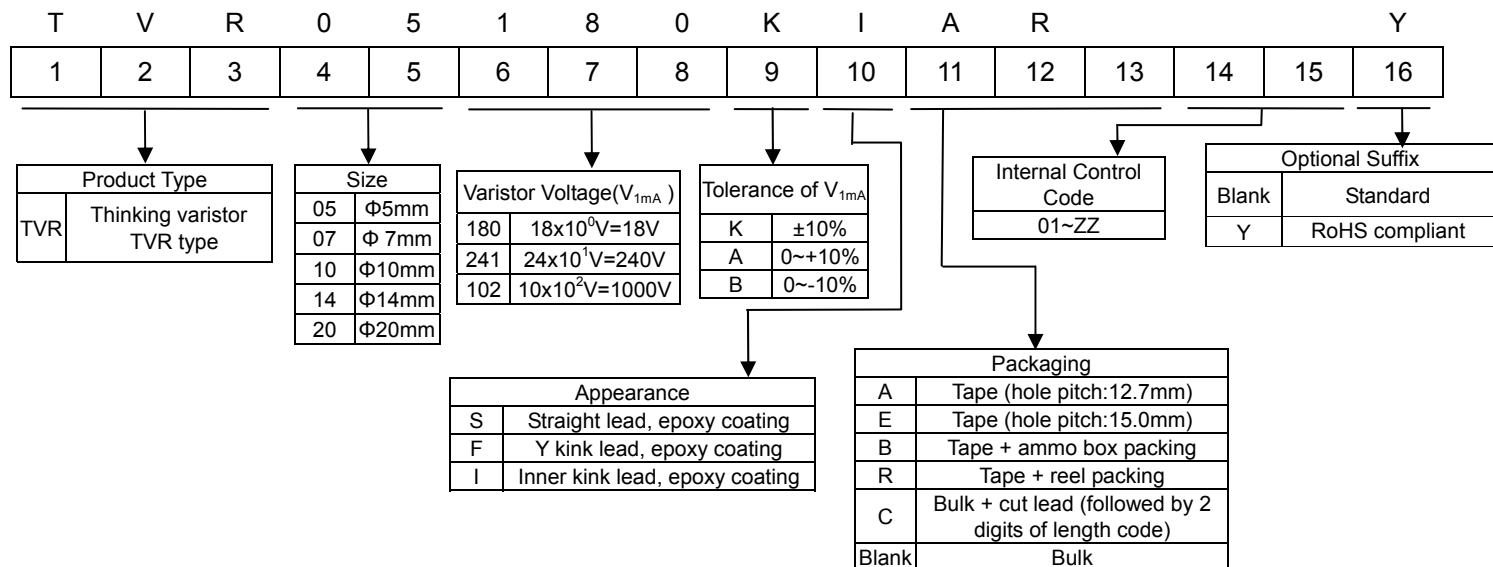 T V R 0 5 1 8 0 K I A R Y
1 2 3 4 5 6 7 8 9 10 11 12 13 14 15 16
Product Type
TVR Thinking varistor TVR type
Size
05 Φ5mm
07 Φ 7mm
10 Φ10mm
14 Φ14mm
20 Φ20mm
Varistor Voltage(V1mA )
180 18x10⁰V=18V
241 24x10¹V=240V
102 10x10²V=1000V
Tolerance of V1mA
K ±10%
A 0~+10%
B 0~-10%
Internal Control
Code
01~ZZ
Optional Suffix
Blank Standard
Y RoHS compliant
Appearance
S Straight lead, epoxy coating
F Y kink lead, epoxy coating
I Inner kink lead, epoxy coating
Packaging
A Tape (hole pitch:12.7mm)
E Tape (hole pitch:15.0mm)
B Tape + ammo box packing
R Tape + reel packing
C Bulk + cut lead (followed by 2
digits of length code)
Blank Bulk